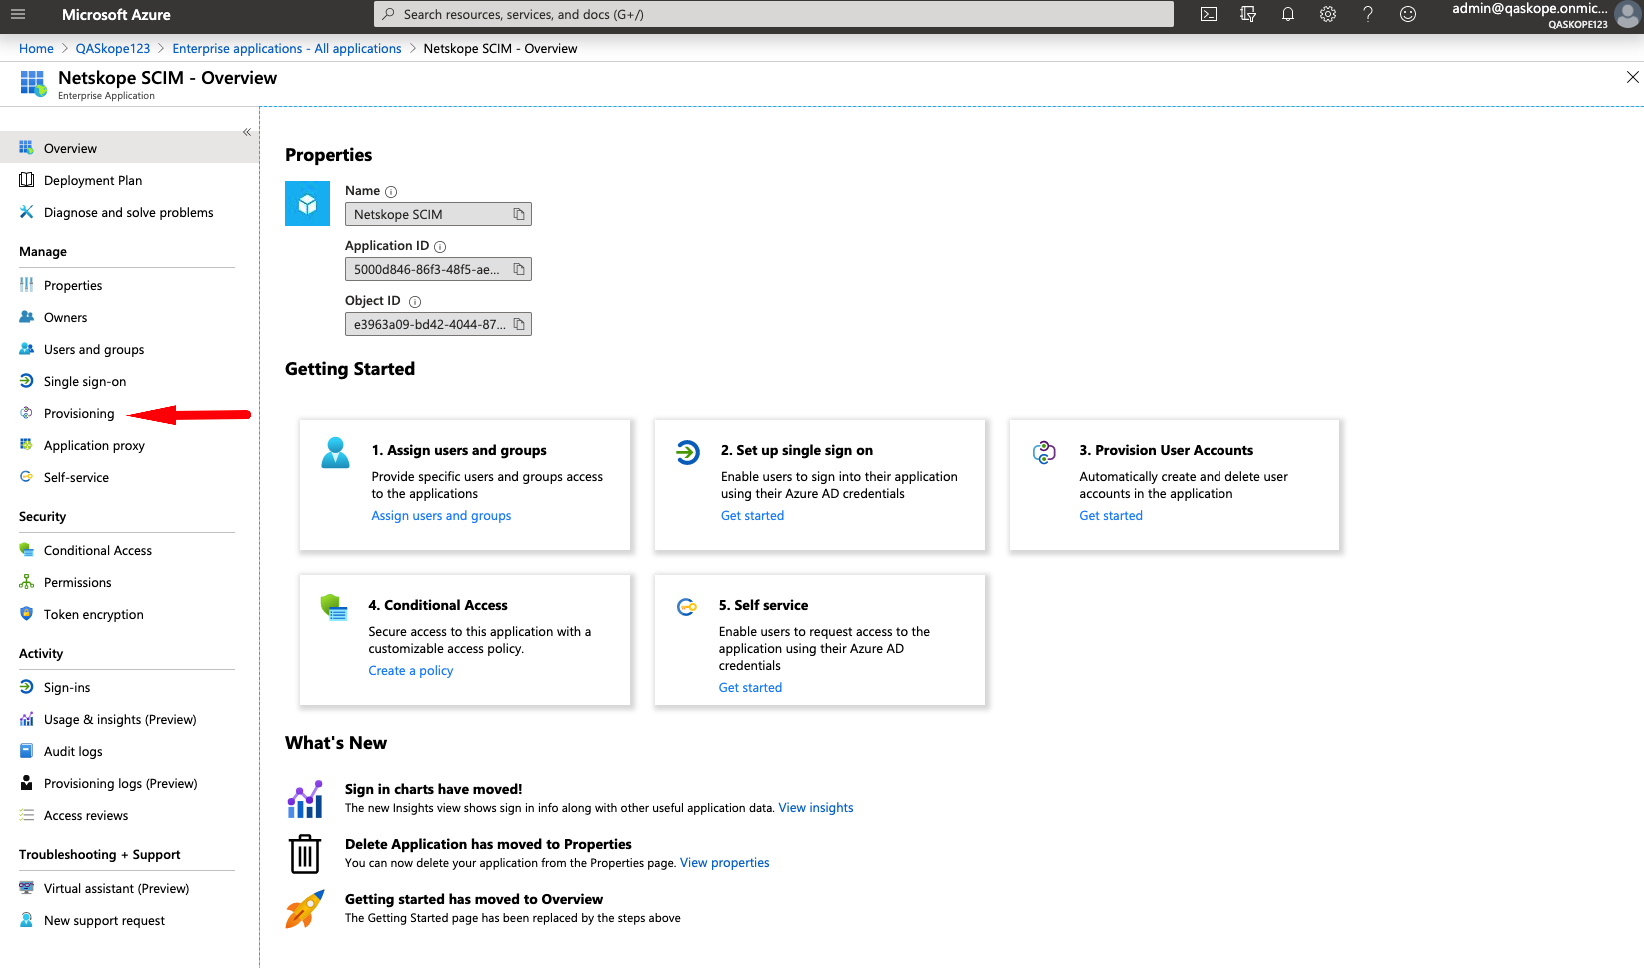 Microsoft Azure
Search resources, services, and docs (G+/)
admin@qaskope.onmic...
QASKOPE123
Home > QASkope123 > Enterprise applications - All applications > Netskope SCIM - Overview
Netskope SCIM - Overview
Enterprise Application
«
Overview
Deployment Plan
Diagnose and solve problems
Manage
Properties
Owners
Users and groups
Single sign-on
Provisioning
Application proxy
Self-service
Security
Conditional Access
Permissions
Token encryption
Activity
Sign-ins
Usage & insights (Preview)
Audit logs
Provisioning logs (Preview)
Access reviews
Troubleshooting + Support
Virtual assistant (Preview)
New support request
Properties
Name
Netskope SCIM
Application ID
5000d846-86f3-48f5-ae...
Object ID
e3963a09-bd42-4044-87...
Getting Started
1. Assign users and groups
Provide specific users and groups access
to the applications
Assign users and groups
2. Set up single sign on
Enable users to sign into their application
using their Azure AD credentials
Get started
3. Provision User Accounts
Automatically create and delete user
accounts in the application
Get started
4. Conditional Access
Secure access to this application with a
customizable access policy.
Create a policy
5. Self service
Enable users to request access to the
application using their Azure AD
credentials
Get started
What's New
Sign in charts have moved!
The new Insights view shows sign in info along with other useful application data. View insights
Delete Application has moved to Properties
You can now delete your application from the Properties page. View properties
Getting started has moved to Overview
The Getting Started page has been replaced by the steps above